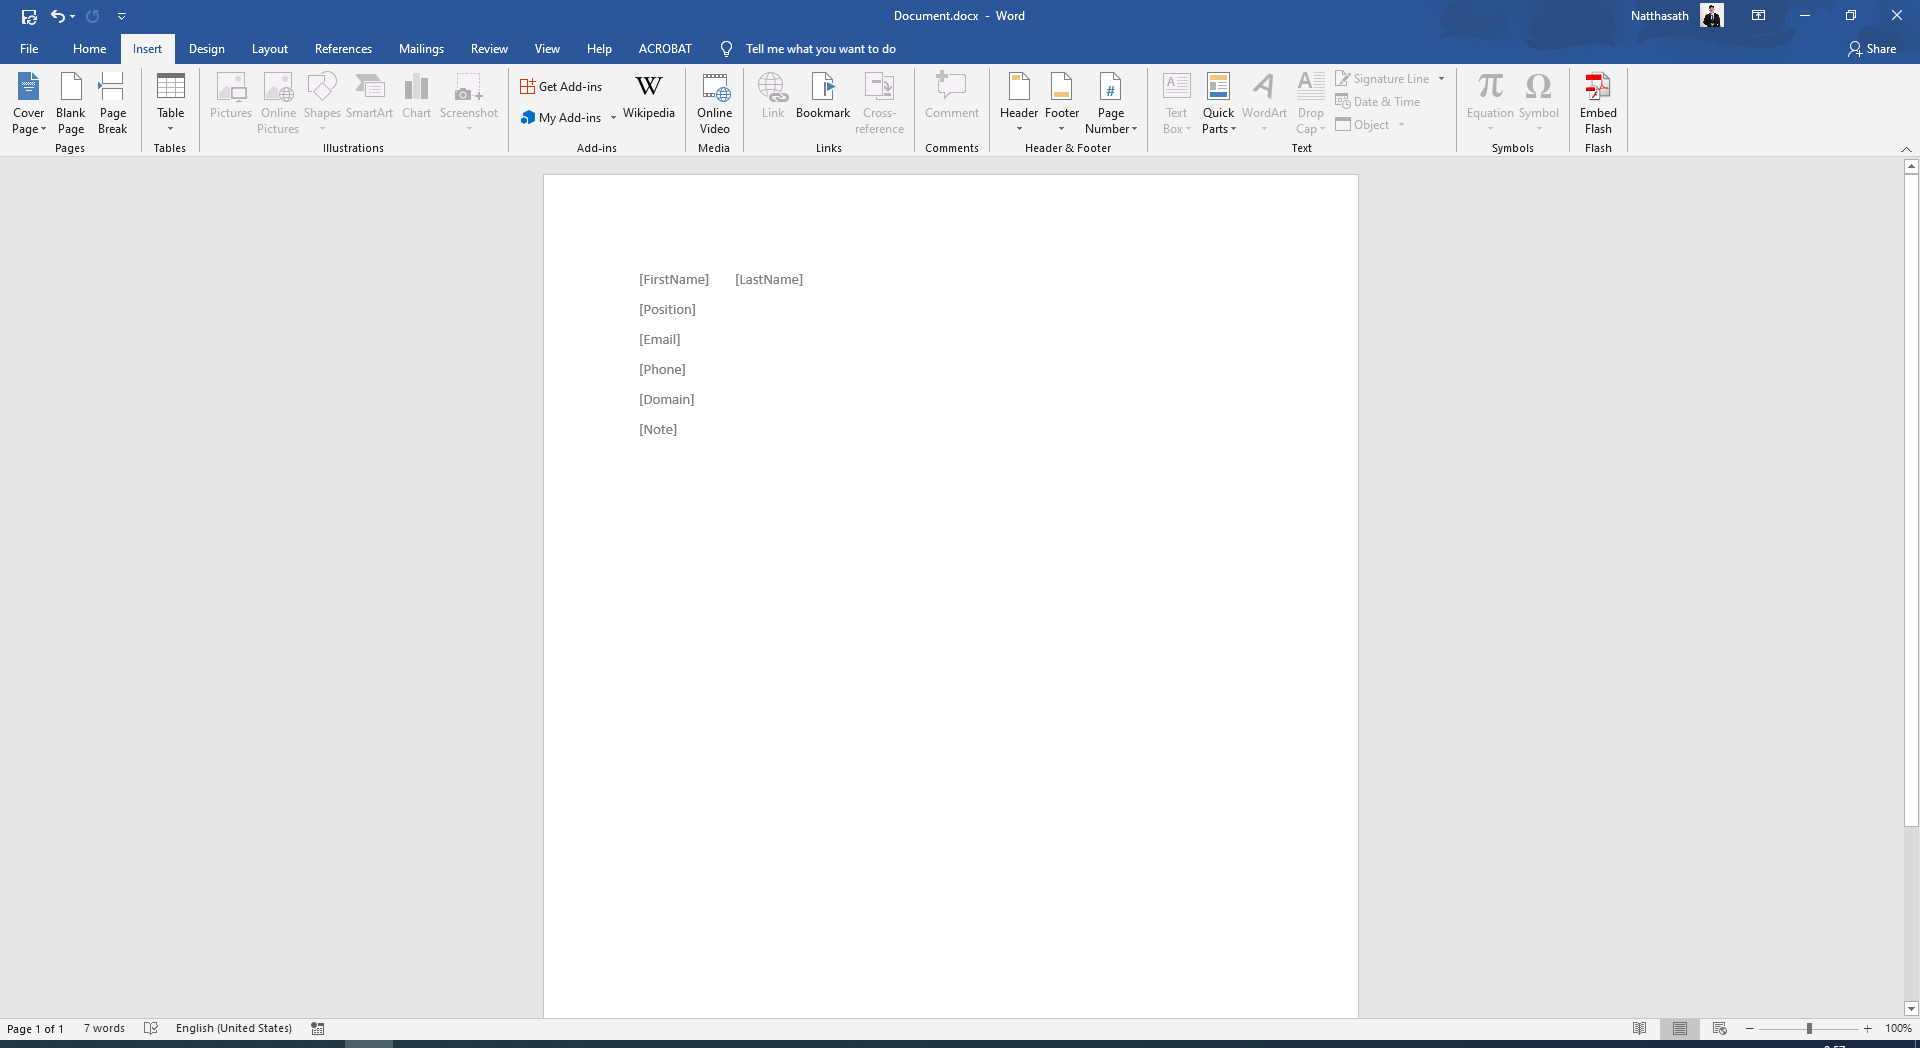 Document.docx - Word
Natthasath
File Home Insert Design Layout References Mailings Review View Help ACROBAT Tell me what you want to do Share
Cover Page
Blank Page
Page Break
Pages
Table
Tables
Pictures
Online Pictures
Shapes
SmartArt
Chart
Screenshot
Illustrations
Get Add-ins
My Add-ins
W
Wikipedia
Add-ins
Online Video
Media
Link
Bookmark
Cross-reference
Links
Comment
Comments
Header
Footer
#
Page Number
Header & Footer
A
Text Box
Quick Parts
A
WordArt
A
Drop Cap
Signature Line
Date & Time
Object
Text
π
Equation
Ω
Symbol
Symbols
Embed Flash
Flash
[FirstName] [LastName]
[Position]
[Email]
[Phone]
[Domain]
[Note]
Page 1 of 1 7 words English (United States) 100%